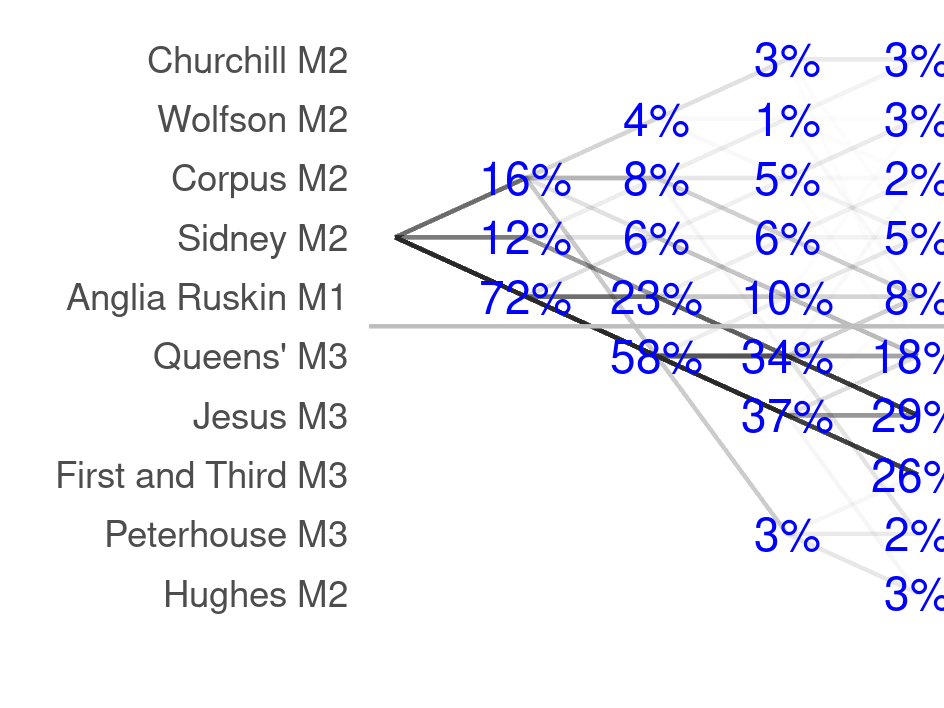 Churchill M2 3% 3%
Wolfson M2 4% 1% 3%
Corpus M2 16% 8% 5% 2%
Sidney M2 12% 6% 6% 5%
Anglia Ruskin M1 72% 23% 10% 8%
Queens' M3 58% 34% 18%
Jesus M3 37% 29%
First and Third M3 26%
Peterhouse M3 3% 2%
Hughes M2 3%